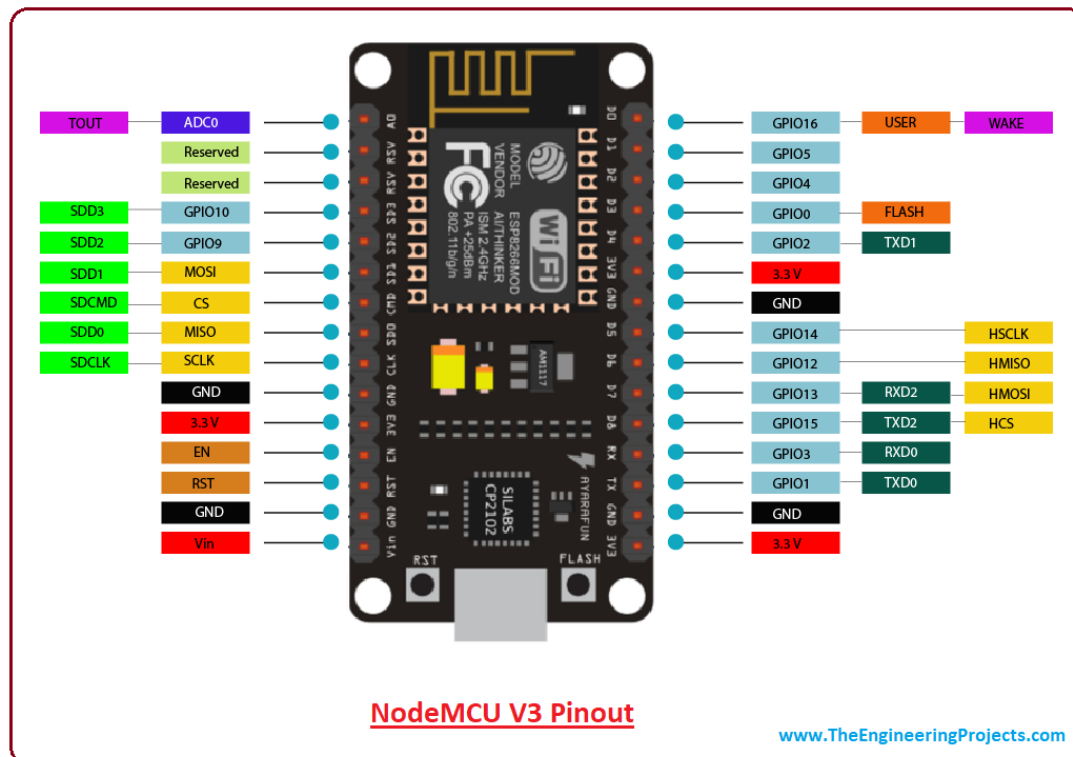 TOUT ADC0
Reserved
Reserved
SDD3 GPIO10
SDD2 GPIO9
SDD1 MOSI
SDCMD CS
SDD0 MISO
SDCLK SCLK
GND
3.3 V
EN
RST
GND
Vin
A0
RSV
RSV
SD3
SD2
SD1
CMD
SD0
CLK
GND
3V3
EN
RST
GND
Vin
MODEL ESP8266MOD
VENDOR AI/THINKER
ISM 2.4GHz
PA +25dBm
802.11b/g/n
FC
Wi Fi
AM1117
SILABS
CP2102
AYARAFUN
RST
FLASH
D0
D1
D2
D3
D4
3V3
GND
D5
D6
D7
D8
RX
TX
GND
3V3
GPIO16 USER WAKE
GPIO5
GPIO4
GPIO0 FLASH
GPIO2 TXD1
3.3 V
GND
GPIO14 HSCLK
GPIO12 HMISO
GPIO13 RXD2 HMOSI
GPIO15 TXD2 HCS
GPIO3 RXD0
GPIO1 TXD0
GND
3.3 V
NodeMCU V3 Pinout
www.TheEngineeringProjects.com